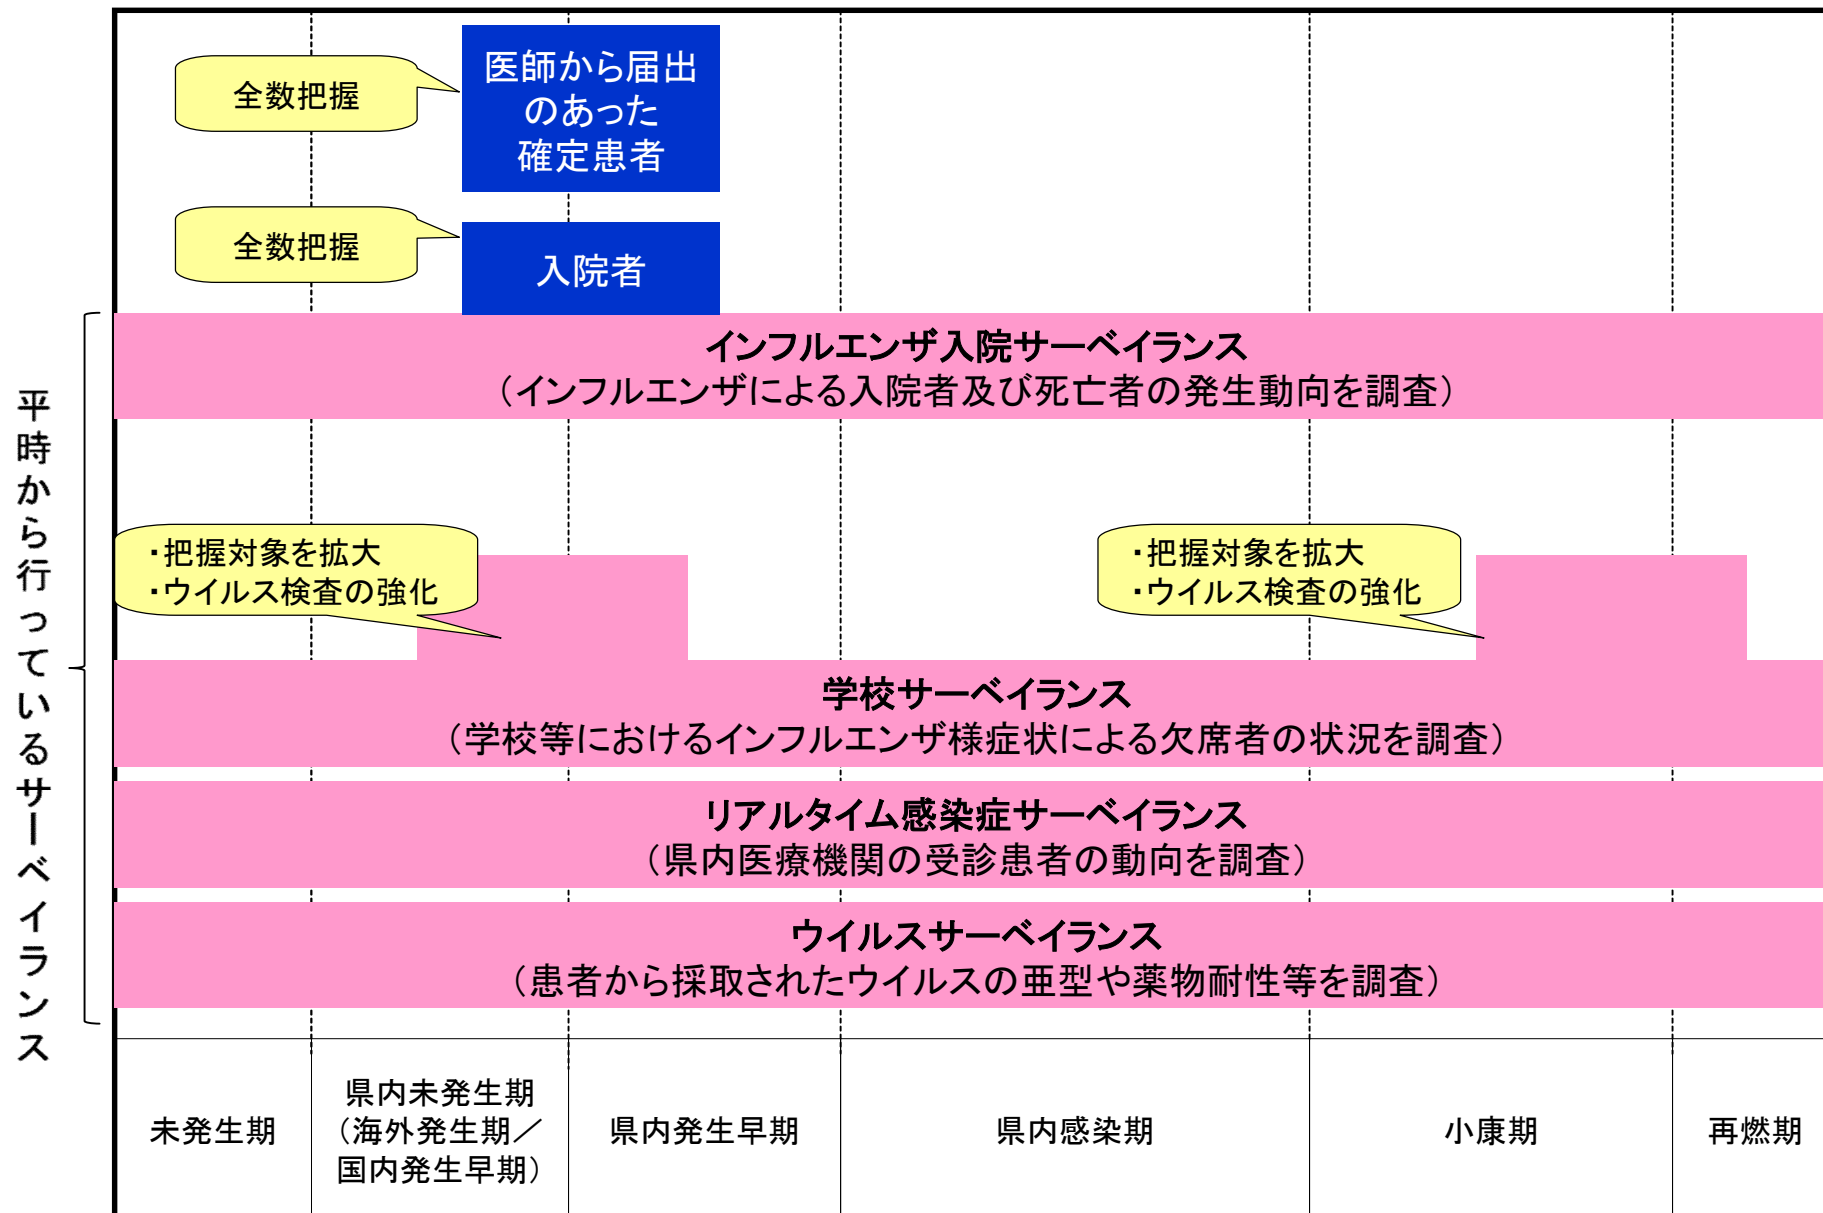 全数把握
医師から届出
のあった
確定患者
全数把握
入院者
平時から行っているサーベイランス
インフルエンザ入院サーベイランス
（インフルエンザによる入院者及び死亡者の発生動向を調査）
・把握対象を拡大
・ウイルス検査の強化
・把握対象を拡大
・ウイルス検査の強化
学校サーベイランス
（学校等におけるインフルエンザ様症状による欠席者の状況を調査）
リアルタイム感染症サーベイランス
（県内医療機関の受診患者の動向を調査）
ウイルスサーベイランス
（患者から採取されたウイルスの亜型や薬物耐性等を調査）
未発生期
県内未発生期
（海外発生期／
国内発生早期）
県内発生早期
県内感染期
小康期
再燃期